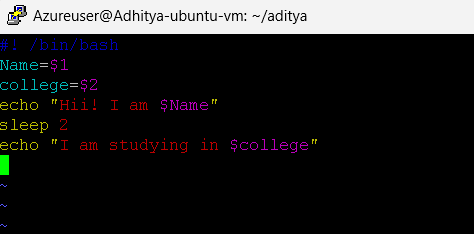 Azureuser@Adhitya-ubuntu-vm: ~/aditya
#! /bin/bash
Name=$1
college=$2
echo "Hii! I am $Name"
sleep 2
echo "I am studying in $college"
~
~
~